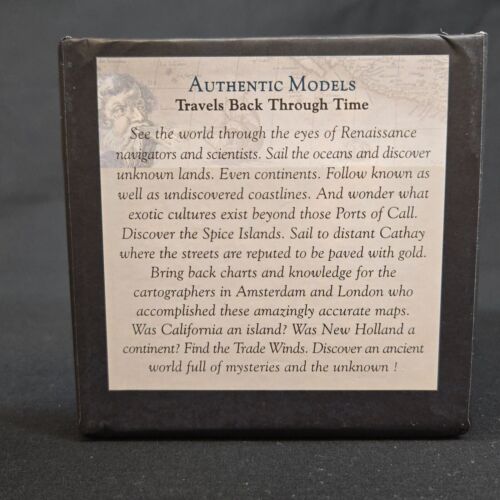 AUTHENTIC MODELS
Travels Back Through Time
See the world through the eyes of Renaissance
navigators and scientists. Sail the oceans and discover
unknown lands. Even continents. Follow known as
well as undiscovered coastlines. And wonder what
exotic cultures exist beyond those Ports of Call.
Discover the Spice Islands. Sail to distant Cathay
where the streets are reputed to be paved with gold.
Bring back charts and knowledge for the
cartographers in Amsterdam and London who
accomplished these amazingly accurate maps.
Was California an island? Was New Holland a
continent? Find the Trade Winds. Discover an ancient
world full of mysteries and the unknown !